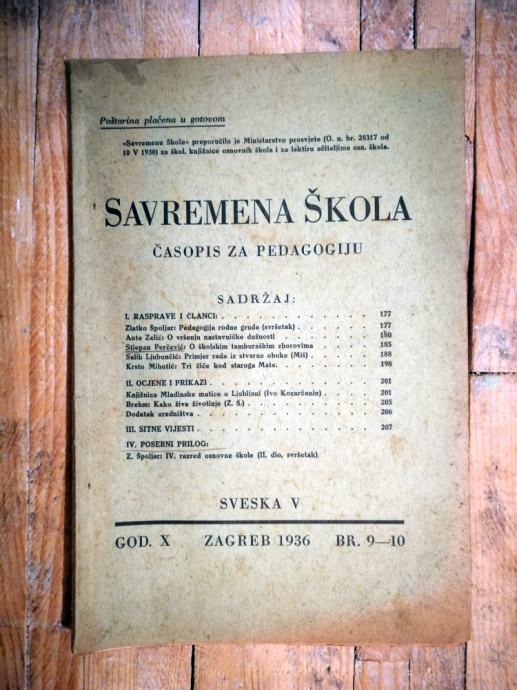 Poštarina plaćena u gotovom
»Savremenu Školu« preporučilo je Ministarstvo prosvjete (O. n. br. 28317 od
10 V 1930) za škol. knjižnice osnovnih škola i za lektiru učiteljima osn. škola.
SAVREMENA ŠKOLA
ČASOPIS ZA PEDAGOGIJU
SADRŽAJ:
I. RASPRAVE I ČLANCI: . . . . . . . . . . . . . . 177
Zlatko Špoljar: Pedagogija rodne grude (svršetak) . . . . . . 177
Ante Zelić: O vršenju nastavničke dužnosti . . . . . . . 180
Stjepan Perčević: O školskim tamburaškim zborovima . . . . . 185
Salih Ljubunčić: Primjer rada iz stvarne obuke (Miš) . . . . . 188
Krsto Mihotić: Tri čiče kod staroga Mate. . . . . . . . 198
II. OCJENE I PRIKAZI . . . . . . . . . . . . . . 201
Knjižnica Mladinske matice u Ljubljani (Ivo Kozarčanin) . . . . 201
Brehm: Kako žive životinje (Z. Š.) . . . . . . . . . . 205
Dodatak uredništva . . . . . . . . . . . . . . 206
III. SITNE VIJESTI . . . . . . . . . . . . . . . 207
IV. POSEBNI PRILOG:
Z. Špoljar: IV. razred osnovne škole (II. dio, svršetak)
SVESKA V
GOD. X ZAGREB 1936 BR. 9—10